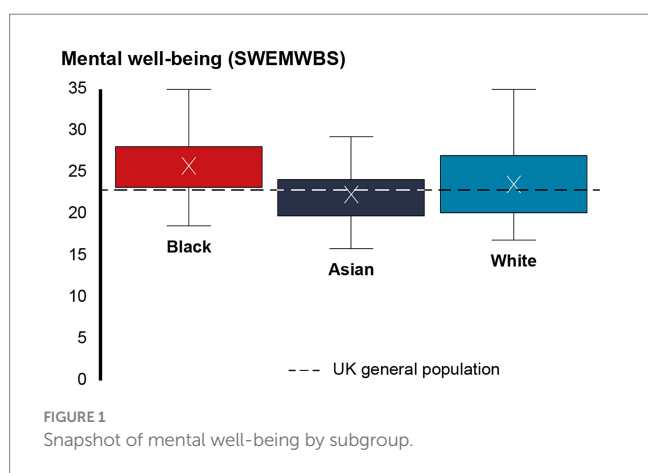 Mental well-being (SWEMWBS)
35
30
25
20
15
10
5
0
Black
Asian
White
UK general population
FIGURE 1
Snapshot of mental well-being by subgroup.